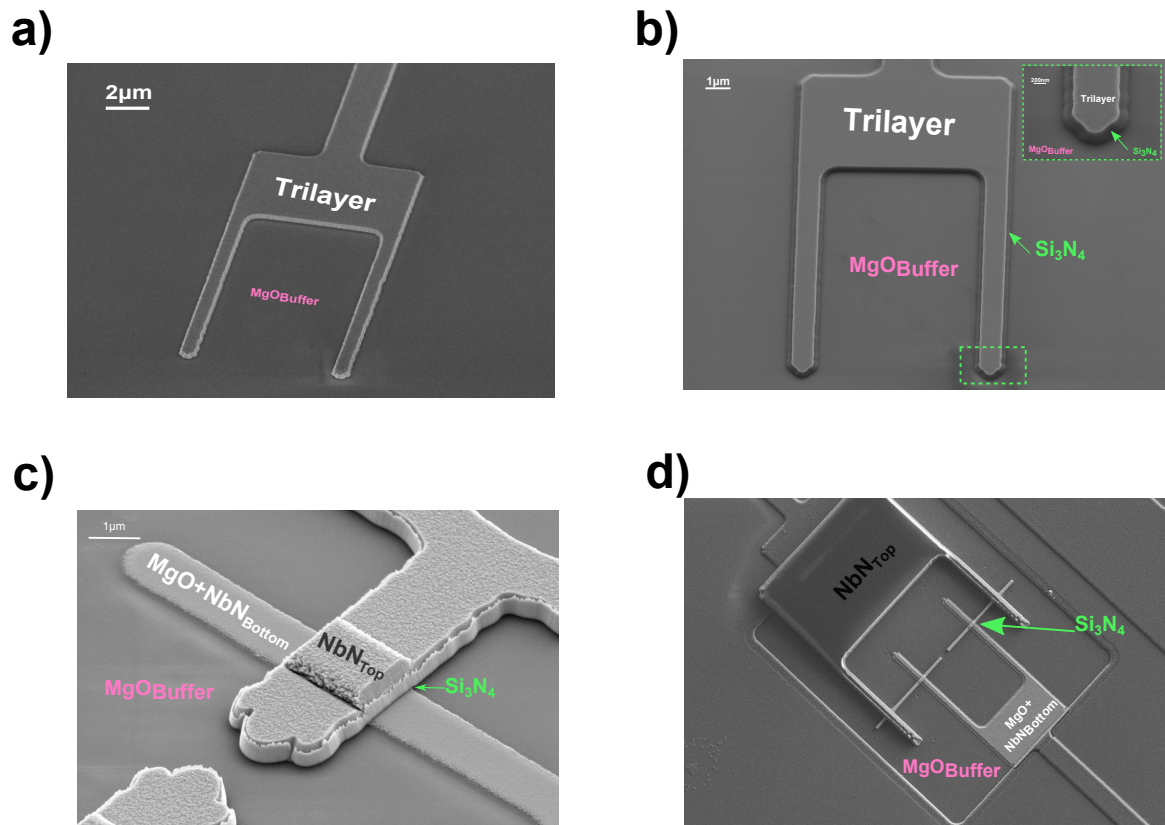 a)
2µm
Trilayer
MgOBuffer
b)
1µm
Trilayer
Si3N4
MgOBuffer
200nm
Trilayer
Si3N4
MgOBuffer
c)
1µm
MgO+NbNBottom
NbNTop
MgOBuffer
Si3N4
d)
NbNTop
Si3N4
MgO+
NbNBottom
MgOBuffer